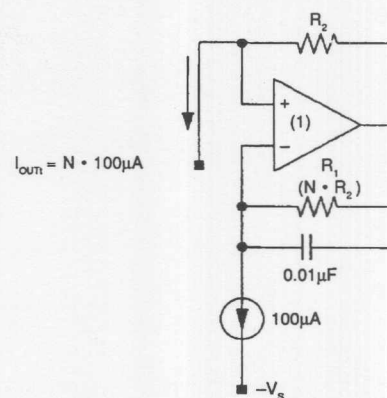 R₂
+
(1)
−
I_OUT1 = N • 100µA
R₁
(N • R₂)
0.01µF
100µA
−Vₛ